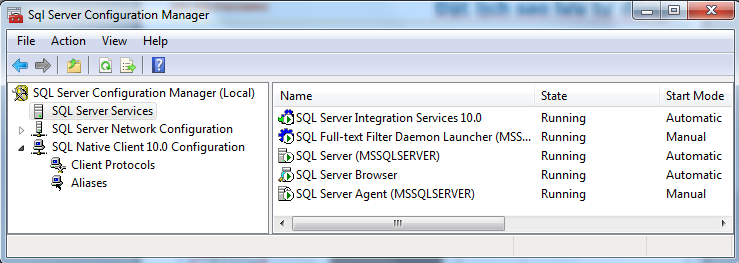 Sql Server Configuration Manager
File Action View Help
SQL Server Configuration Manager (Local)
SQL Server Services
SQL Server Network Configuration
SQL Native Client 10.0 Configuration
Client Protocols
Aliases
Name State Start Mode
SQL Server Integration Services 10.0 Running Automatic
SQL Full-text Filter Daemon Launcher (MSS... Running Manual
SQL Server (MSSQLSERVER) Running Automatic
SQL Server Browser Running Automatic
SQL Server Agent (MSSQLSERVER) Running Manual